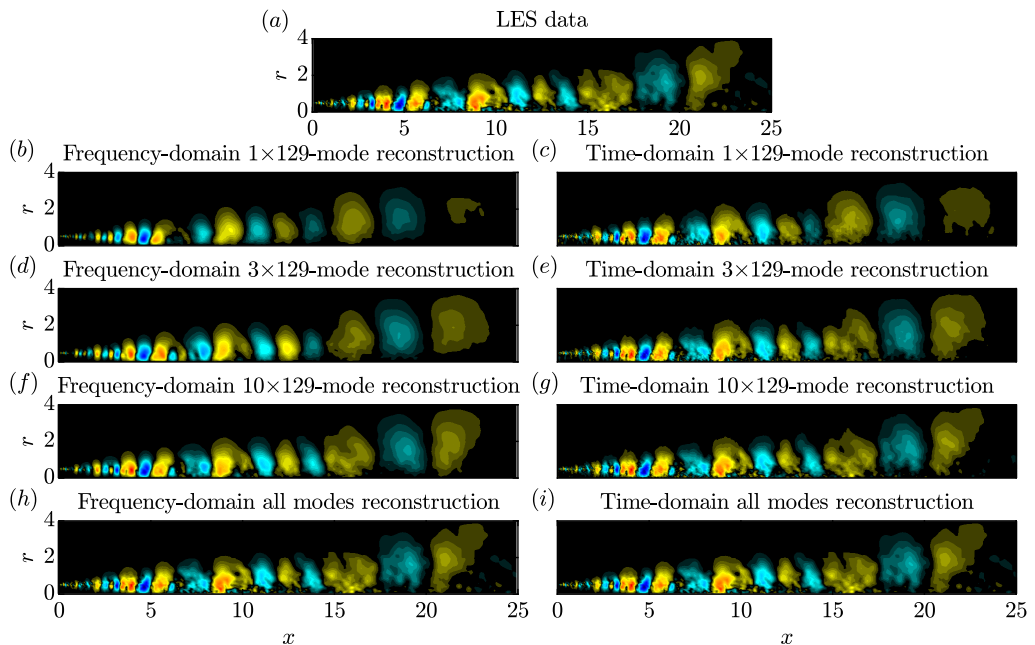 (a) LES data
4
r 2
0
0 5 10 15 20 25
(b) Frequency-domain 1×129-mode reconstruction
4
r 2
0
(c) Time-domain 1×129-mode reconstruction
(d) Frequency-domain 3×129-mode reconstruction
4
r 2
0
(e) Time-domain 3×129-mode reconstruction
(f) Frequency-domain 10×129-mode reconstruction
4
r 2
0
(g) Time-domain 10×129-mode reconstruction
(h) Frequency-domain all modes reconstruction
4
r 2
0
0 5 10 15 20 25
x
(i) Time-domain all modes reconstruction
0 5 10 15 20 25
x